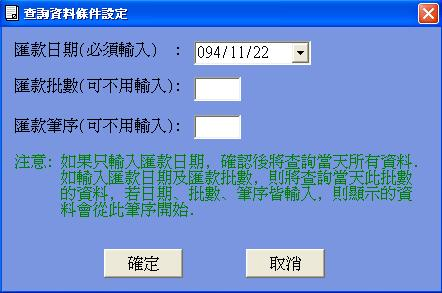 查詢資料條件設定
匯款日期(必須輸入) : 094/11/22
匯款批數(可不用輸入):
匯款筆序(可不用輸入):
注意: 如果只輸入匯款日期, 確認後將查詢當天所有資料.
如輸入匯款日期及匯款批數, 則將查詢當天此批數
的資料, 若日期、批數、筆序皆輸入, 則顯示的資
料會從此筆序開始.
確定 取消